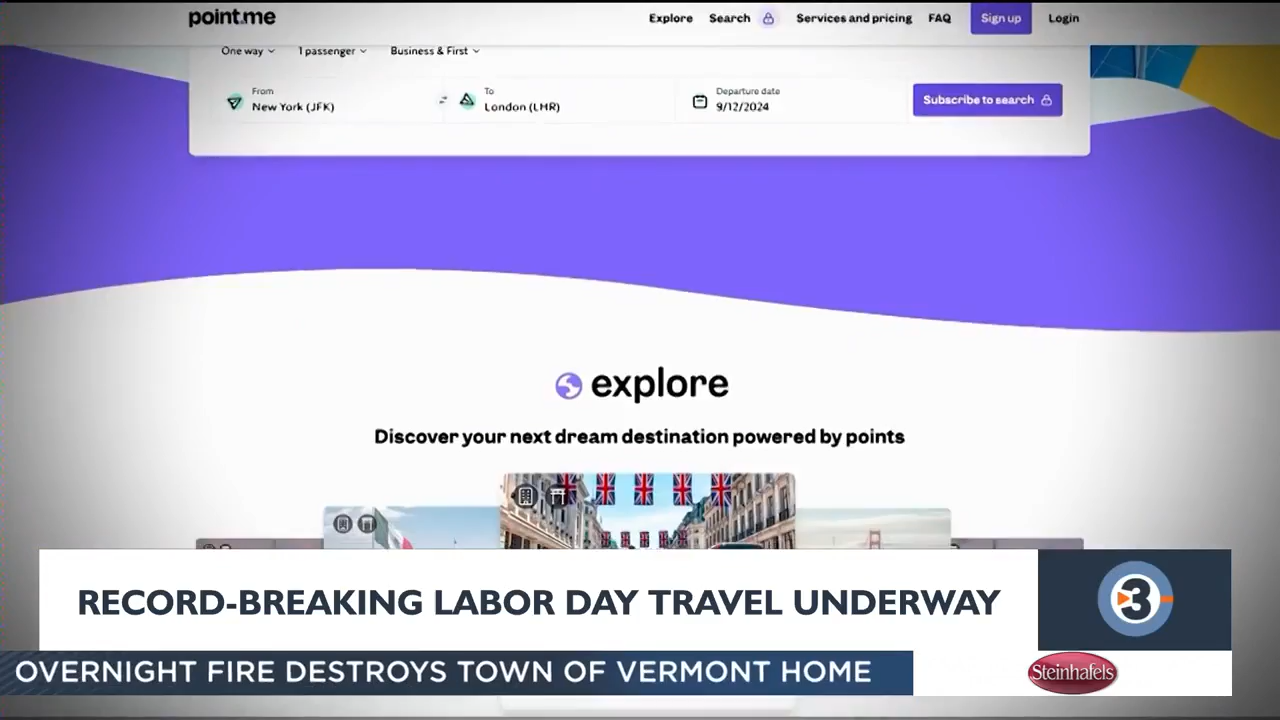 point.me
Explore Search Services and pricing FAQ Sign up Login
One way 1 passenger Business & First
From To Departure date
New York (JFK) London (LHR) 9/12/2024 Subscribe to search
explore
Discover your next dream destination powered by points
RECORD-BREAKING LABOR DAY TRAVEL UNDERWAY
3
OVERNIGHT FIRE DESTROYS TOWN OF VERMONT HOME
Steinhafels